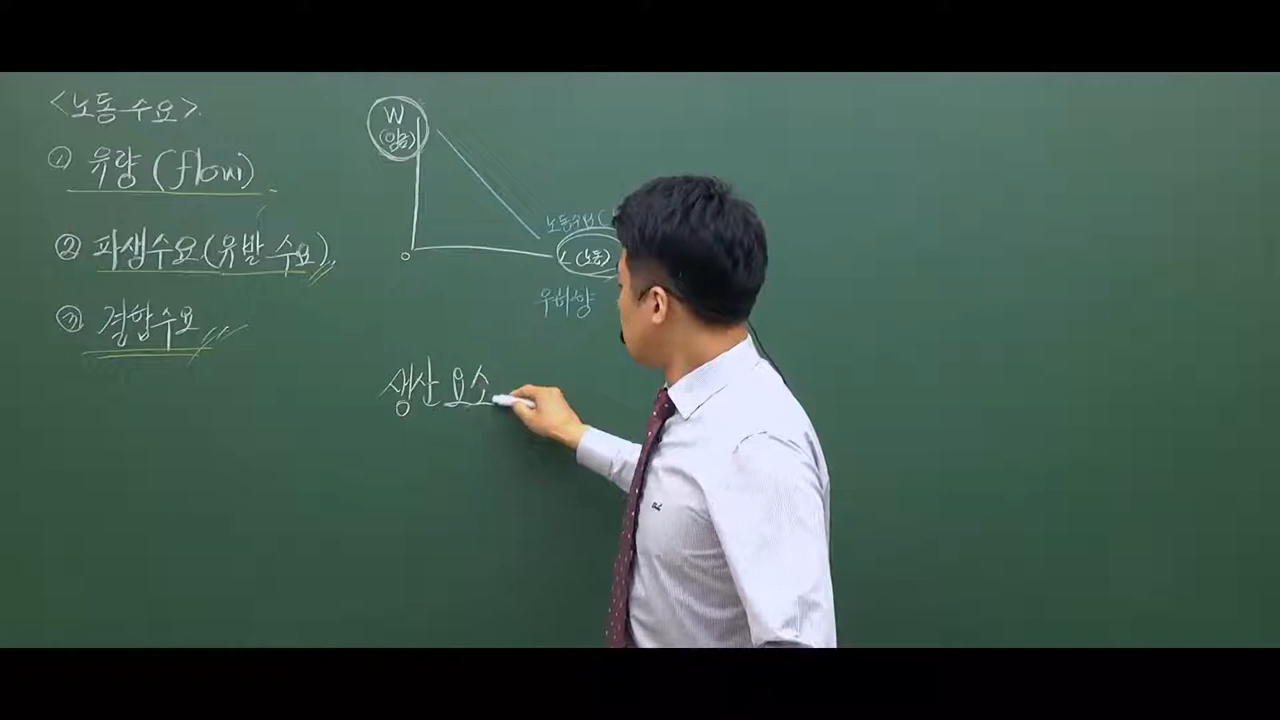 <노동 수요>
① 유량 (flow)
② 파생수요 (유발 수요)
③ 결합수요
W
(임금)
0
노동수요 (
L (노동)
우하향
생산 요소